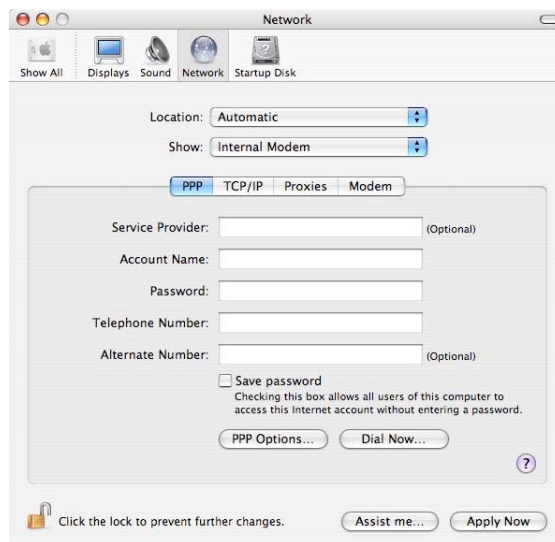 Network
Show All Displays Sound Network Startup Disk
Location: Automatic
Show: Internal Modem
PPP TCP/IP Proxies Modem
Service Provider: (Optional)
Account Name:
Password:
Telephone Number:
Alternate Number: (Optional)
Save password
Checking this box allows all users of this computer to
access this Internet account without entering a password.
PPP Options... Dial Now...
?
Click the lock to prevent further changes. Assist me... Apply Now